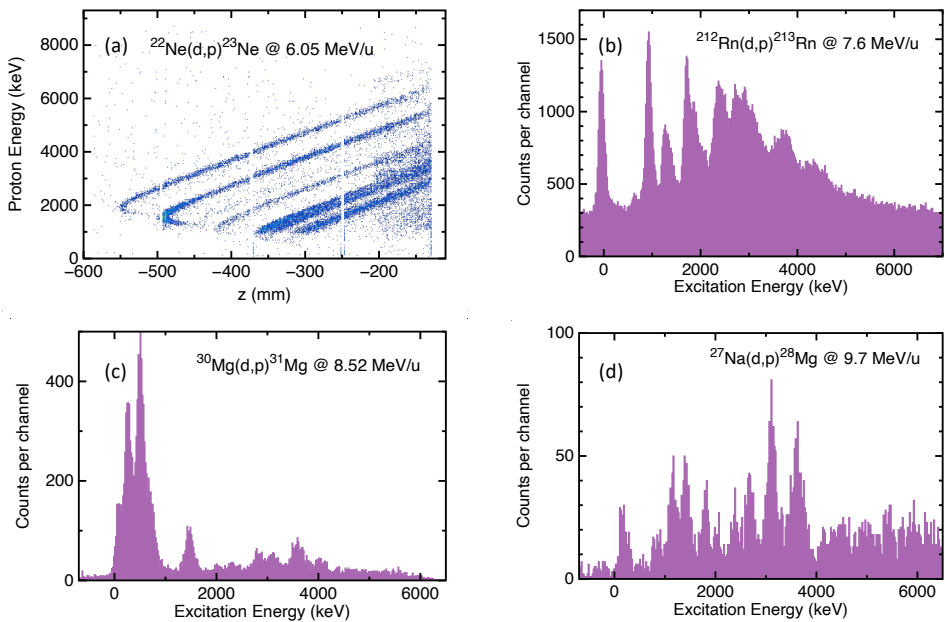 (a)
²²Ne(d,p)²³Ne @ 6.05 MeV/u
Proton Energy (keV)
8000
6000
4000
2000
0
−600
−500
−400
−300
−200
z (mm)
(b)
²¹²Rn(d,p)²¹³Rn @ 7.6 MeV/u
Counts per channel
1500
1000
500
0
0
2000
4000
6000
Excitation Energy (keV)
(c)
³⁰Mg(d,p)³¹Mg @ 8.52 MeV/u
Counts per channel
400
200
0
0
2000
4000
6000
Excitation Energy (keV)
(d)
²⁷Na(d,p)²⁸Mg @ 9.7 MeV/u
Counts per channel
100
50
0
0
2000
4000
6000
Excitation Energy (keV)